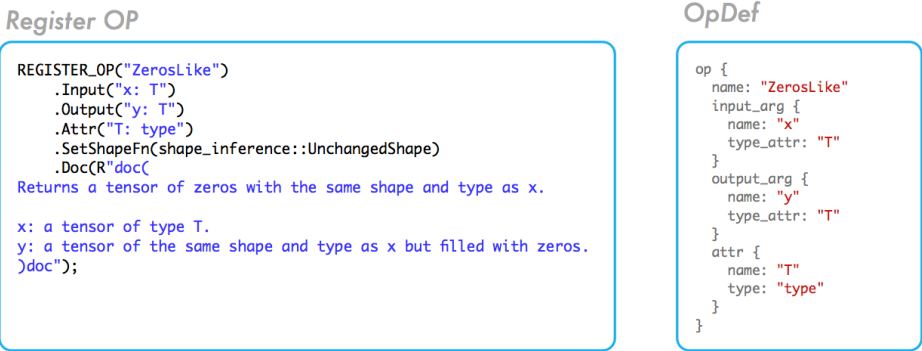 Register OP
REGISTER_OP("ZerosLike")
    .Input("x: T")
    .Output("y: T")
    .Attr("T: type")
    .SetShapeFn(shape_inference::UnchangedShape)
    .Doc(R"doc(
Returns a tensor of zeros with the same shape and type as x.

x: a tensor of type T.
y: a tensor of the same shape and type as x but filled with zeros.
)doc");
OpDef
op {
  name: "ZerosLike"
  input_arg {
    name: "x"
    type_attr: "T"
  }
  output_arg {
    name: "y"
    type_attr: "T"
  }
  attr {
    name: "T"
    type: "type"
  }
}